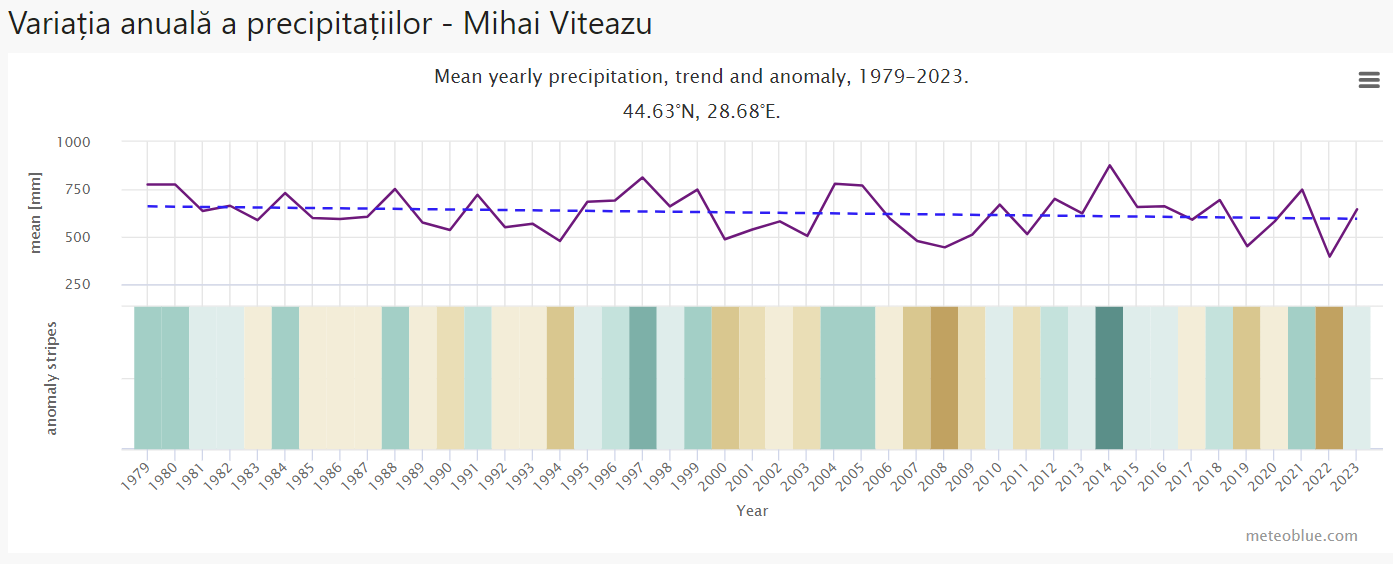 Variația anuală a precipitațiilor - Mihai Viteazu
Mean yearly precipitation, trend and anomaly, 1979-2023.
44.63°N, 28.68°E.
1000
750
500
250
mean [mm]
anomaly stripes
1979 1980 1981 1982 1983 1984 1985 1986 1987 1988 1989 1990 1991 1992 1993 1994 1995 1996 1997 1998 1999 2000 2001 2002 2003 2004 2005 2006 2007 2008 2009 2010 2011 2012 2013 2014 2015 2016 2017 2018 2019 2020 2021 2022 2023
Year
meteoblue.com